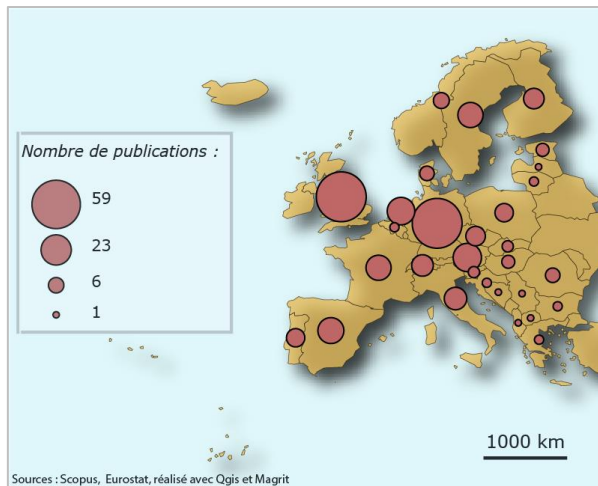 Nombre de publications :
59
23
6
1
1000 km
Sources : Scopus, Eurostat, réalisé avec Qgis et Magrit